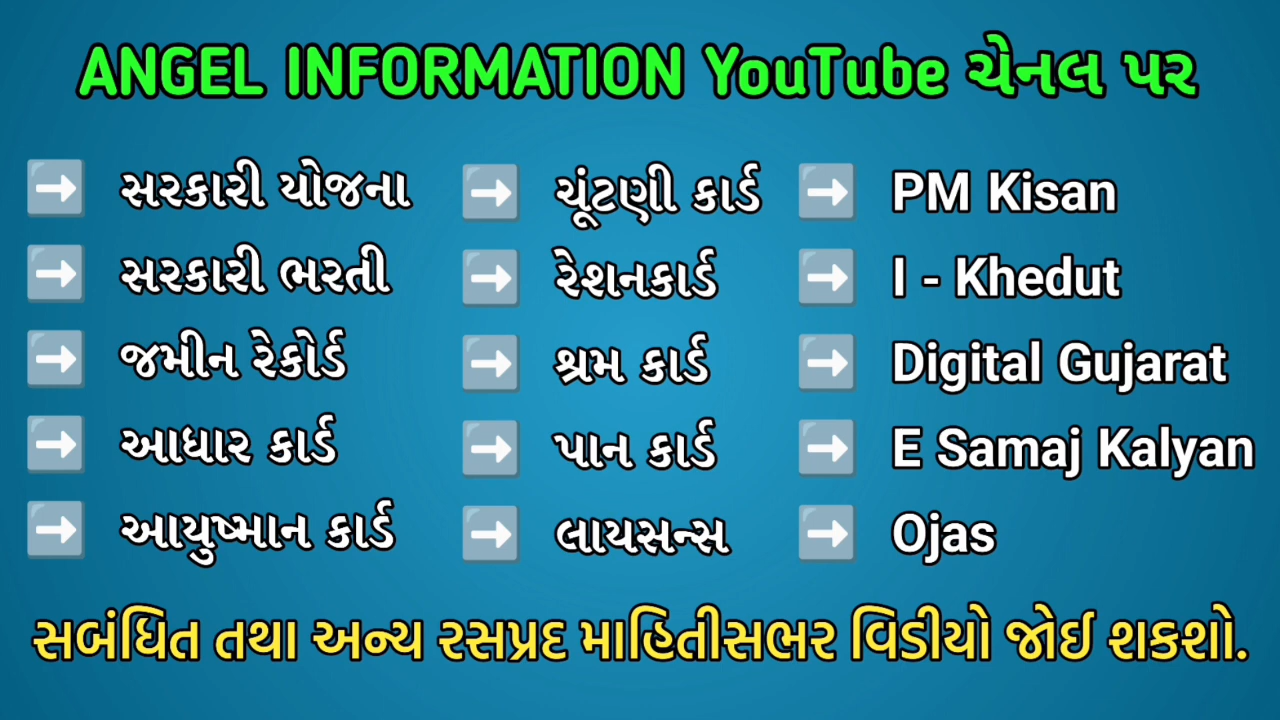 ANGEL INFORMATION YouTube ચેનલ પર
સરકારી યોજના
સરકારી ભરતી
જમીન રેકોર્ડ
આધાર કાર્ડ
આયુષ્માન કાર્ડ
ચૂંટણી કાર્ડ
રેશનકાર્ડ
શ્રમ કાર્ડ
પાન કાર્ડ
લાયસન્સ
PM Kisan
I - Khedut
Digital Gujarat
E Samaj Kalyan
Ojas
સબંધિત તથા અન્ય રસપ્રદ માહિતીસભર વિડીયો જોઈ શકશો.